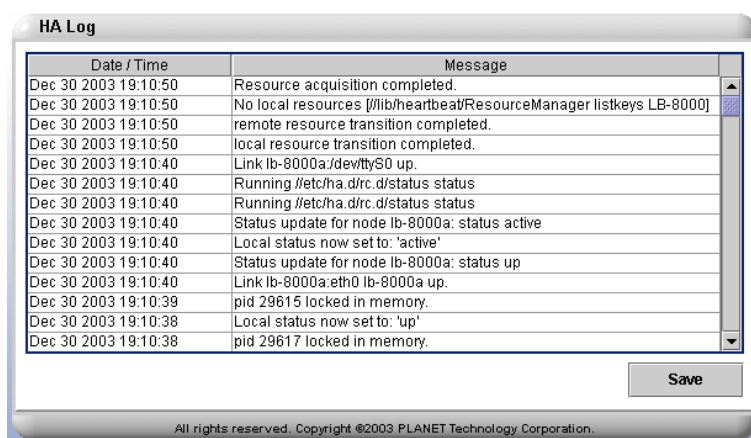 HA Log
Date / Time Message
Dec 30 2003 19:10:50 Resource acquisition completed.
Dec 30 2003 19:10:50 No local resources [//lib/heartbeat/ResourceManager listkeys LB-8000]
Dec 30 2003 19:10:50 remote resource transition completed.
Dec 30 2003 19:10:50 local resource transition completed.
Dec 30 2003 19:10:40 Link lb-8000a:/dev/ttyS0 up.
Dec 30 2003 19:10:40 Running //etc/ha.d/rc.d/status status
Dec 30 2003 19:10:40 Running //etc/ha.d/rc.d/status status
Dec 30 2003 19:10:40 Status update for node lb-8000a: status active
Dec 30 2003 19:10:40 Local status now set to: 'active'
Dec 30 2003 19:10:40 Status update for node lb-8000a: status up
Dec 30 2003 19:10:40 Link lb-8000a:eth0 lb-8000a up.
Dec 30 2003 19:10:39 pid 29615 locked in memory.
Dec 30 2003 19:10:38 Local status now set to: 'up'
Dec 30 2003 19:10:38 pid 29617 locked in memory.
Save
All rights reserved. Copyright ©2003 PLANET Technology Corporation.